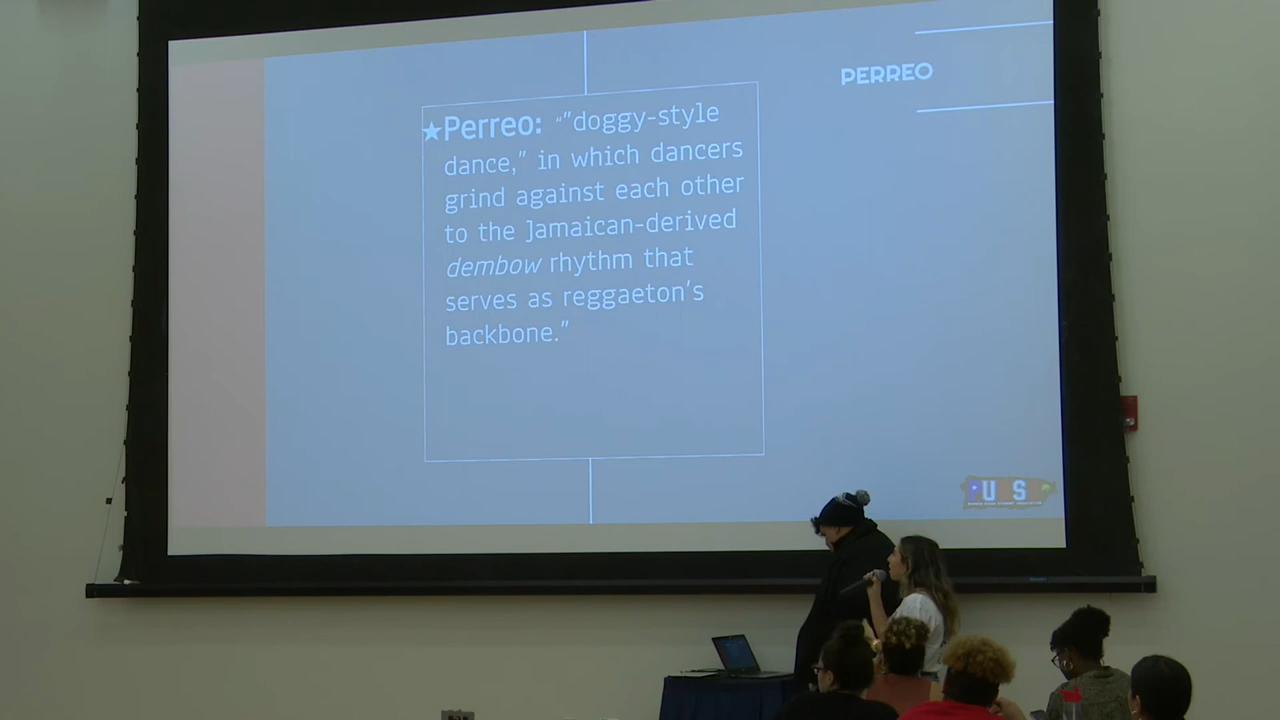 PERREO
★Perreo: “”doggy-style
dance,” in which dancers
grind against each other
to the Jamaican-derived
dembow rhythm that
serves as reggaeton’s
backbone.”
U S